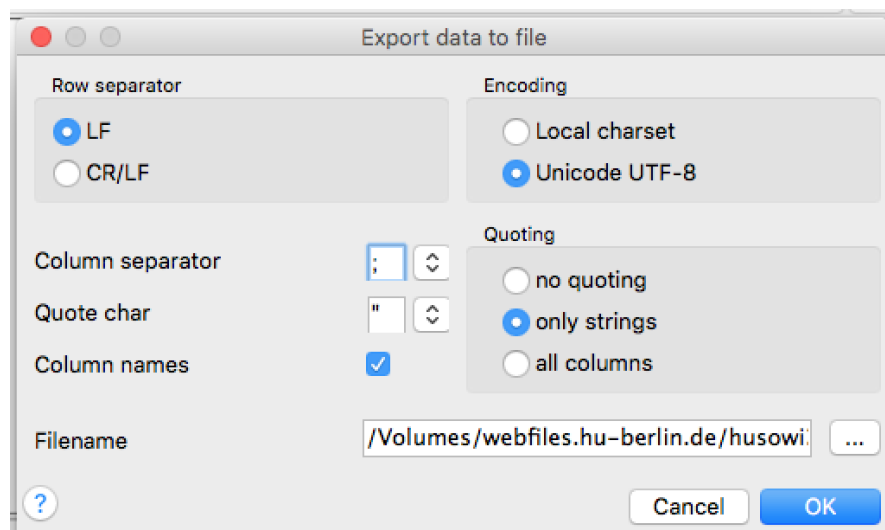 Export data to file
Row separator
LF
CR/LF
Encoding
Local charset
Unicode UTF-8
Column separator ;
Quote char "
Column names
Quoting
no quoting
only strings
all columns
Filename /Volumes/webfiles.hu-berlin.de/husowi ...
? Cancel OK